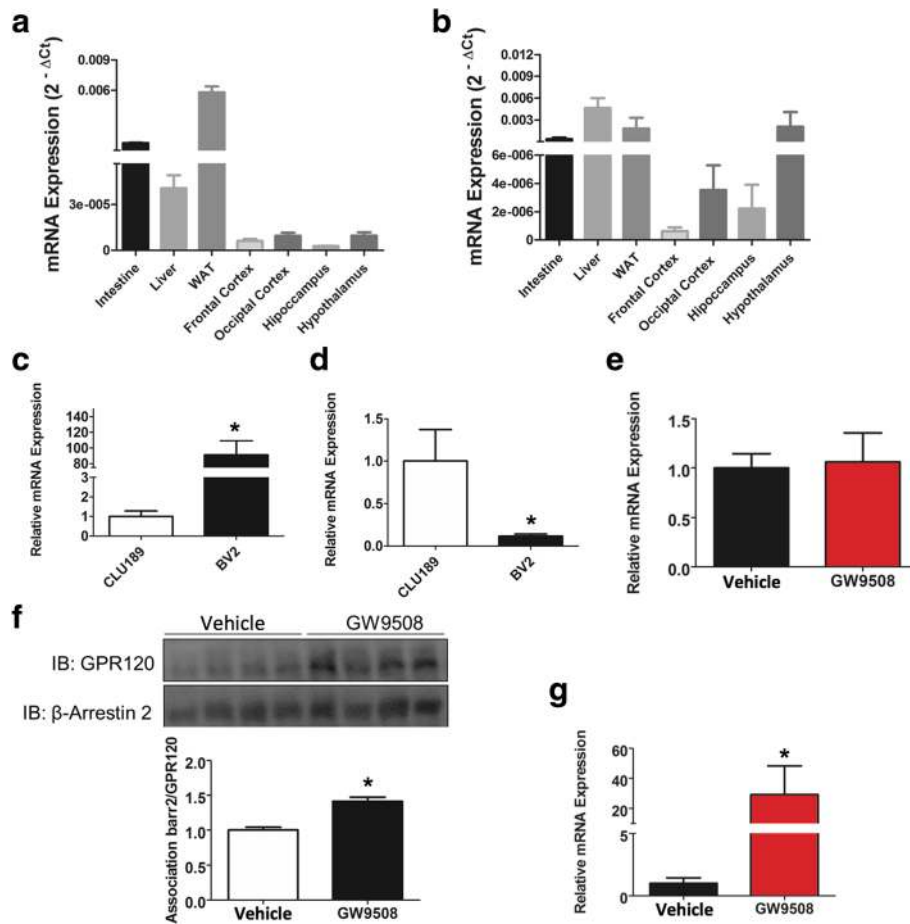 a
mRNA Expression (2 - ΔCt)
0.009
0.006
3e-005
0
Intestine
Liver
WAT
Frontal Cortex
Occiptal Cortex
Hipoccampus
Hypothalamus
b
mRNA Expression (2 - ΔCt)
0.012
0.009
0.006
0.003
6e-006
4e-006
2e-006
0
Intestine
Liver
WAT
Frontal Cortex
Occiptal Cortex
Hipoccampus
Hypothalamus
c
Relative mRNA Expression
140
120
100
80
4
3
2
1
0
*
CLU189
BV2
d
Relative mRNA Expression
1.5
1.0
0.5
0.0
*
CLU189
BV2
e
Relative mRNA Expression
1.5
1.0
0.5
0.0
Vehicle
GW9508
f
Vehicle
GW9508
IB: GPR120
IB: β-Arrestin 2
Association barr2/GPR120
2.0
1.5
1.0
0.5
0.0
*
Vehicle
GW9508
g
Relative mRNA Expression
60
40
20
5
0
*
Vehicle
GW9508